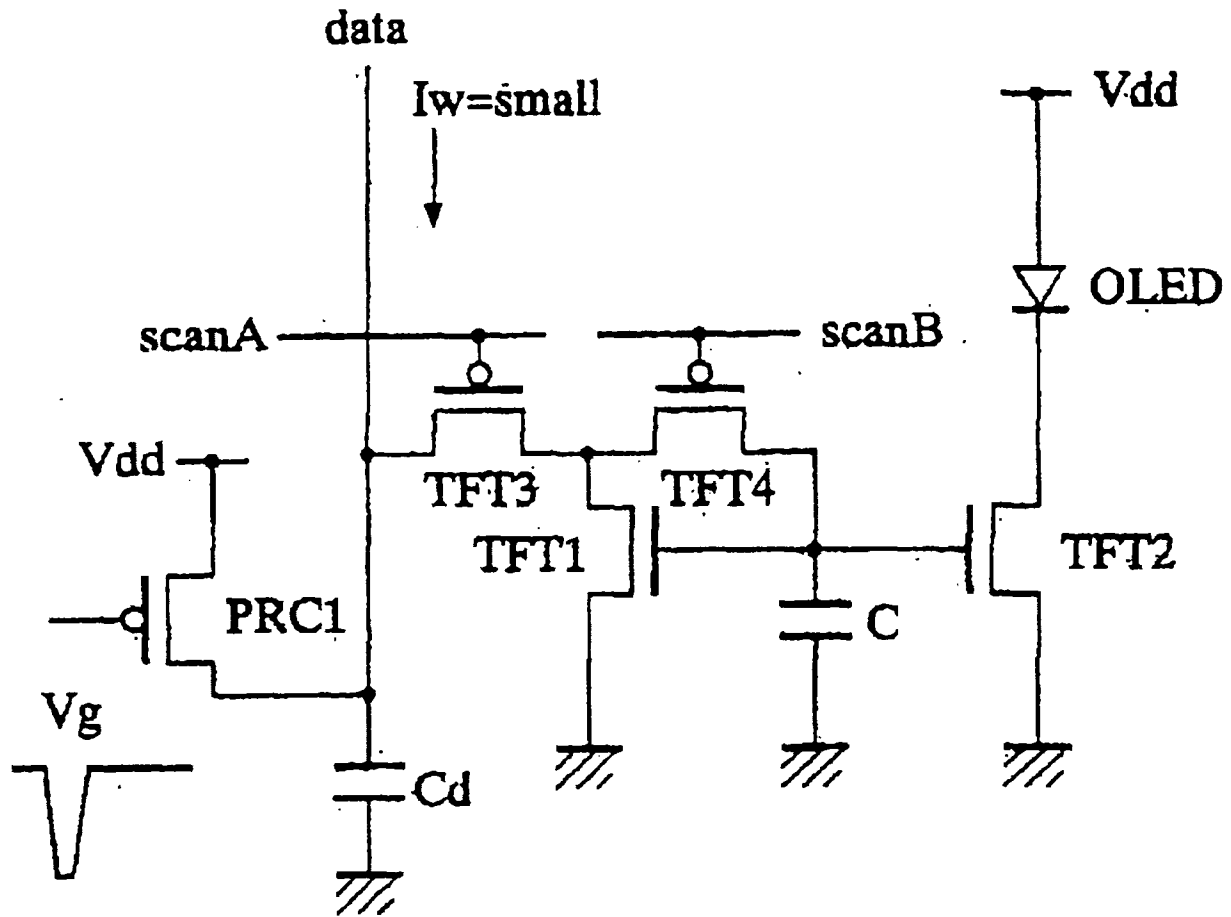 data
Iw=small
Vdd
OLED
scanA
scanB
Vdd
TFT3
TFT4
TFT1
TFT2
PRC1
C
Vg
Cd